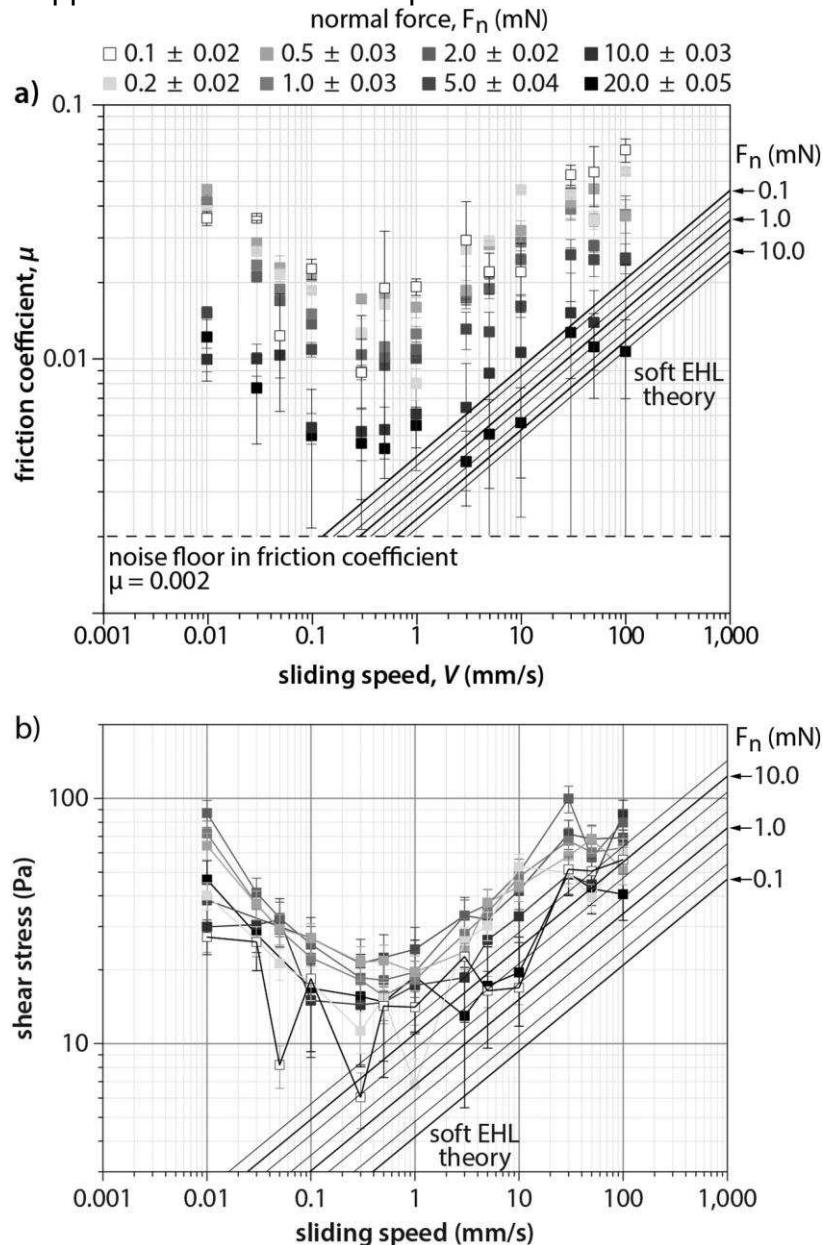 normal force, Fn (mN)
0.1 ± 0.02 0.5 ± 0.03 2.0 ± 0.02 10.0 ± 0.03
0.2 ± 0.02 1.0 ± 0.03 5.0 ± 0.04 20.0 ± 0.05
a)
0.1
Fn (mN)
0.1
1.0
10.0
friction coefficient, μ
0.01
soft EHL
theory
noise floor in friction coefficient
μ = 0.002
0.001 0.01 0.1 1 10 100 1,000
sliding speed, V (mm/s)
b)
Fn (mN)
10.0
1.0
0.1
100
shear stress (Pa)
10
soft EHL
theory
0.001 0.01 0.1 1 10 100 1,000
sliding speed (mm/s)